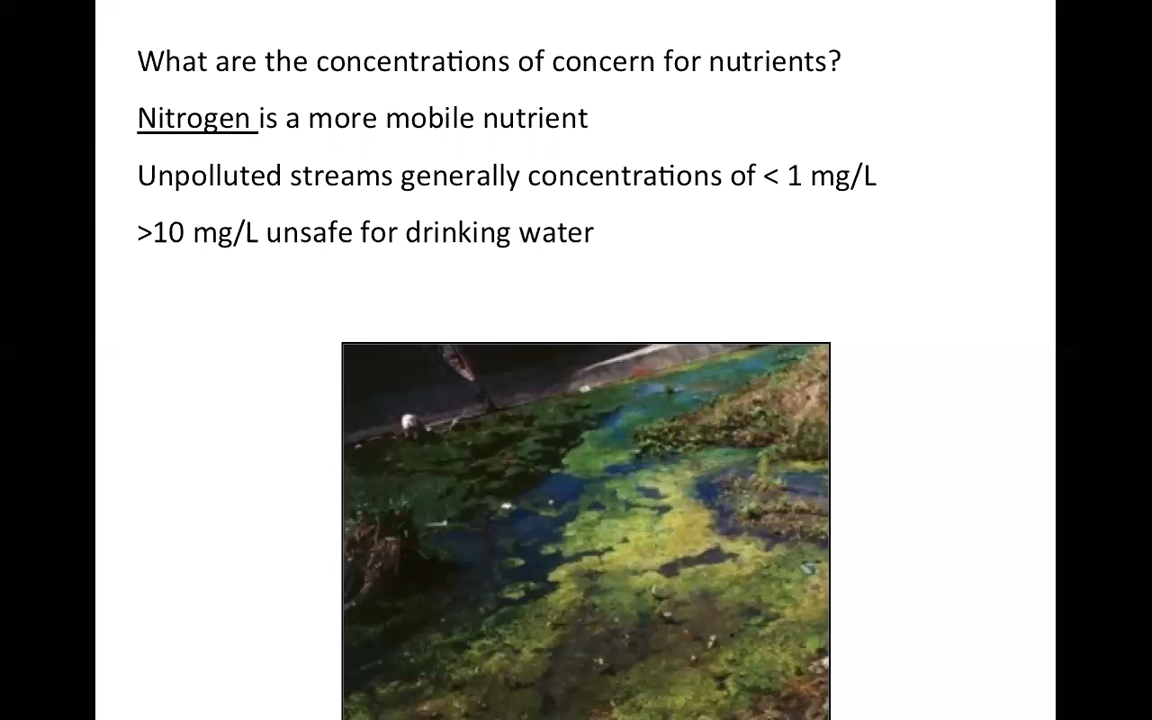 What are the concentrations of concern for nutrients?
Nitrogen is a more mobile nutrient
Unpolluted streams generally concentrations of < 1 mg/L
>10 mg/L unsafe for drinking water